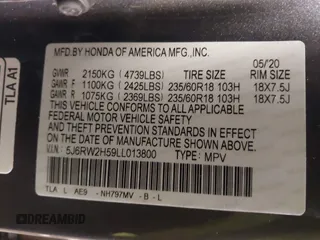 TLA A1
MFD.BY HONDA OF AMERICA MFG.,INC.
05/20
GVWR 2150KG (4739LBS) TIRE SIZE RIM SIZE
GAWR F 1100KG (2425LBS) 235/60R18 103H 18X7.5J
GAWR R 1075KG (2369LBS) 235/60R18 103H 18X7.5J
THIS VEHICLE CONFORMS TO ALL APPLICABLE
FEDERAL MOTOR VEHICLE SAFETY
STANDARDS IN EFFECT ON THE DATE OF
MANUFACTURE SHOWN ABOVE.
V.I.N.: 5J6RW2H59LL013800 TYPE: MPV
TLA L AE9 -NH797MV -B -L
© DREAMBID